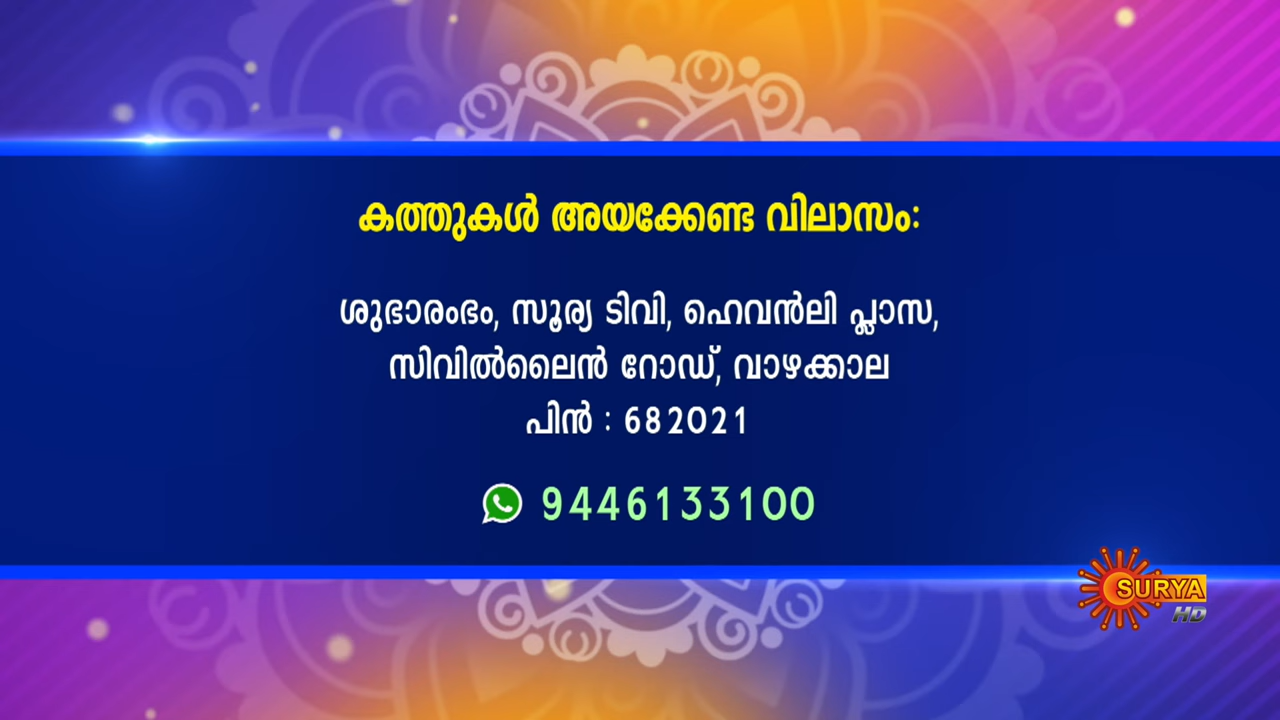 കത്തുകൾ അയക്കേണ്ട വിലാസം:
ശുഭാരംഭം, സൂര്യ ടിവി, ഹെവൻലി പ്ലാസ,
സിവിൽലൈൻ റോഡ്, വാഴക്കാല
പിൻ : 682021
9446133100
SURYA
HD